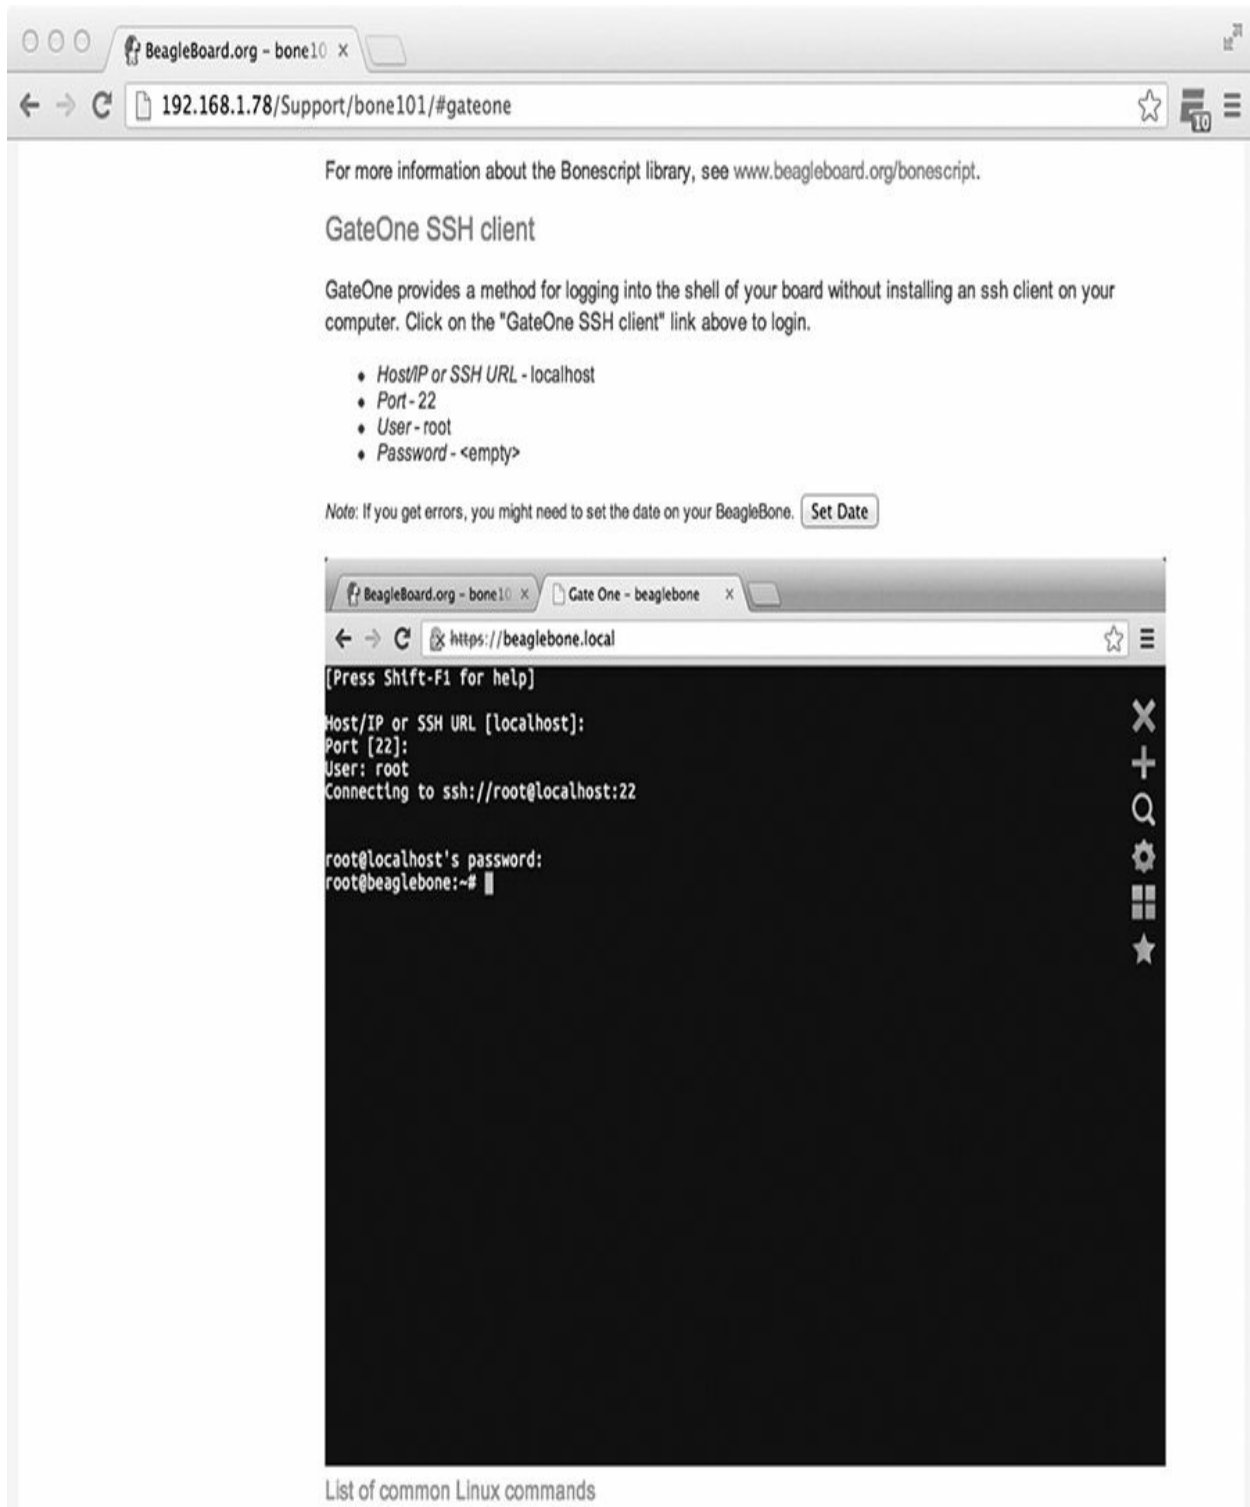 BeagleBoard.org - bone10
192.168.1.78/Support/bone101/#gateone
10
For more information about the Bonescript library, see www.beagleboard.org/bonescript.
GateOne SSH client
GateOne provides a method for logging into the shell of your board without installing an ssh client on your
computer. Click on the "GateOne SSH client" link above to login.
• Host/IP or SSH URL - localhost
• Port - 22
• User - root
• Password - <empty>
Note: If you get errors, you might need to set the date on your BeagleBone. Set Date
BeagleBoard.org - bone10 Gate One - beaglebone
https://beaglebone.local
[Press Shift-F1 for help]
Host/IP or SSH URL [localhost]:
Port [22]:
User: root
Connecting to ssh://root@localhost:22
root@localhost's password:
root@beaglebone:~#
List of common Linux commands